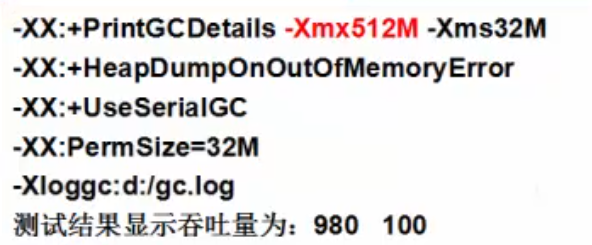 -XX:+PrintGCDetails -Xmx512M -Xms32M
-XX:+HeapDumpOnOutOfMemoryError
-XX:+UseSerialGC
-XX:PermSize=32M
-Xloggc:d:/gc.log
测试结果显示吞吐量为：980 100